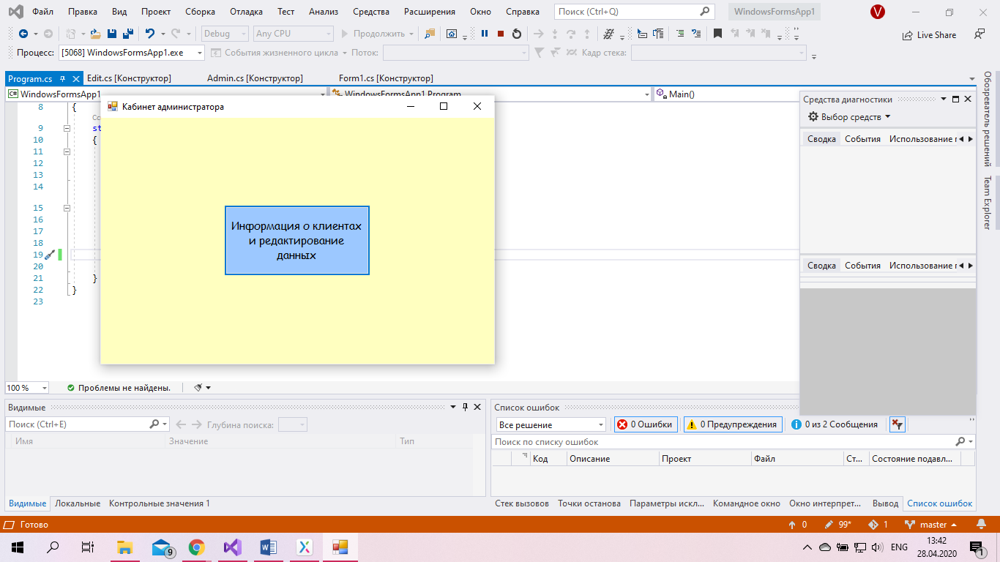 Файл Правка Вид Проект Сборка Отладка Тест Анализ Средства Расширения Окно Справка Поиск (Ctrl+Q) WindowsFormsApp1 V
Debug Any CPU Продолжить Live Share
Процесс: [5068] WindowsFormsApp1.exe События жизненного цикла Поток: Кадр стека:
Program.cs Edit.cs [Конструктор] Admin.cs [Конструктор] Form1.cs [Конструктор]
C# WindowsFormsApp1 WindowsFormsApp1.Program Main()
Кабинет администратора
Информация о клиентах
и редактирование
данных
8 {
9 st
10 {
11
12
13
14
15
16
17
18
19
20
21 }
22 }
23
Средства диагностики
Выбор средств
Сводка События Использование
Сводка События Использование
Обозреватель решений
Team Explorer
100 % Проблемы не найдены.
Видимые
Поиск (Ctrl+E) Глубина поиска:
Имя Значение Тип
Видимые Локальные Контрольные значения 1
Список ошибок
Все решение 0 Ошибки 0 Предупреждения 0 из 2 Сообщения
Поиск по списку ошибок
Код Описание Проект Файл Ст... Состояние подавл...
Стек вызовов Точки останова Параметры искл... Командное окно Окно интерпрет... Вывод Список ошибок
Готово 0 99* 1 master
9 ENG 13:42
28.04.2020 1